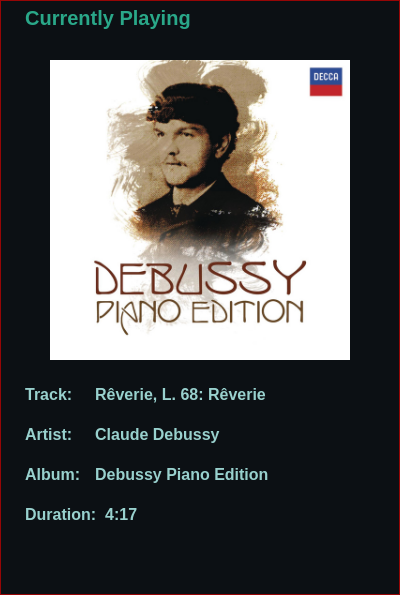 Currently Playing
DECCA
DEBUSSY
PIANO EDITION
Track: Rêverie, L. 68: Rêverie
Artist: Claude Debussy
Album: Debussy Piano Edition
Duration: 4:17